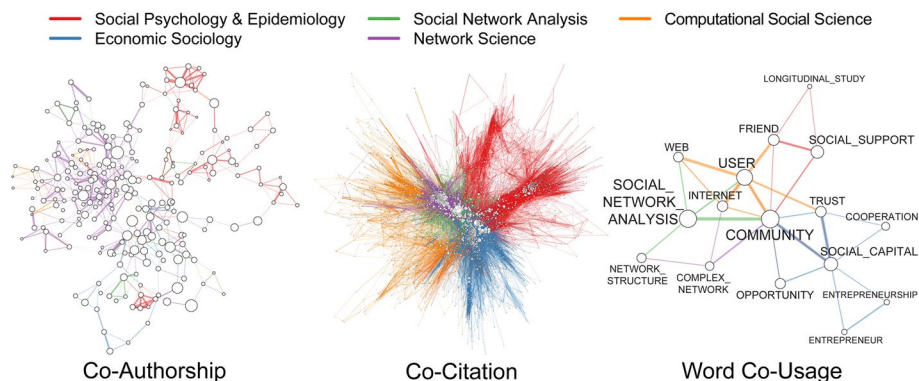 Social Psychology & Epidemiology
Social Network Analysis
Computational Social Science
Economic Sociology
Network Science
LONGITUDINAL_STUDY
FRIEND
SOCIAL_SUPPORT
WEB
USER
INTERNET
SOCIAL_
NETWORK_
ANALYSIS
TRUST
COOPERATION
COMMUNITY
SOCIAL_CAPITAL
NETWORK_
STRUCTURE
COMPLEX_
NETWORK
OPPORTUNITY
ENTREPRENEURSHIP
ENTREPRENEUR
Co-Authorship
Co-Citation
Word Co-Usage